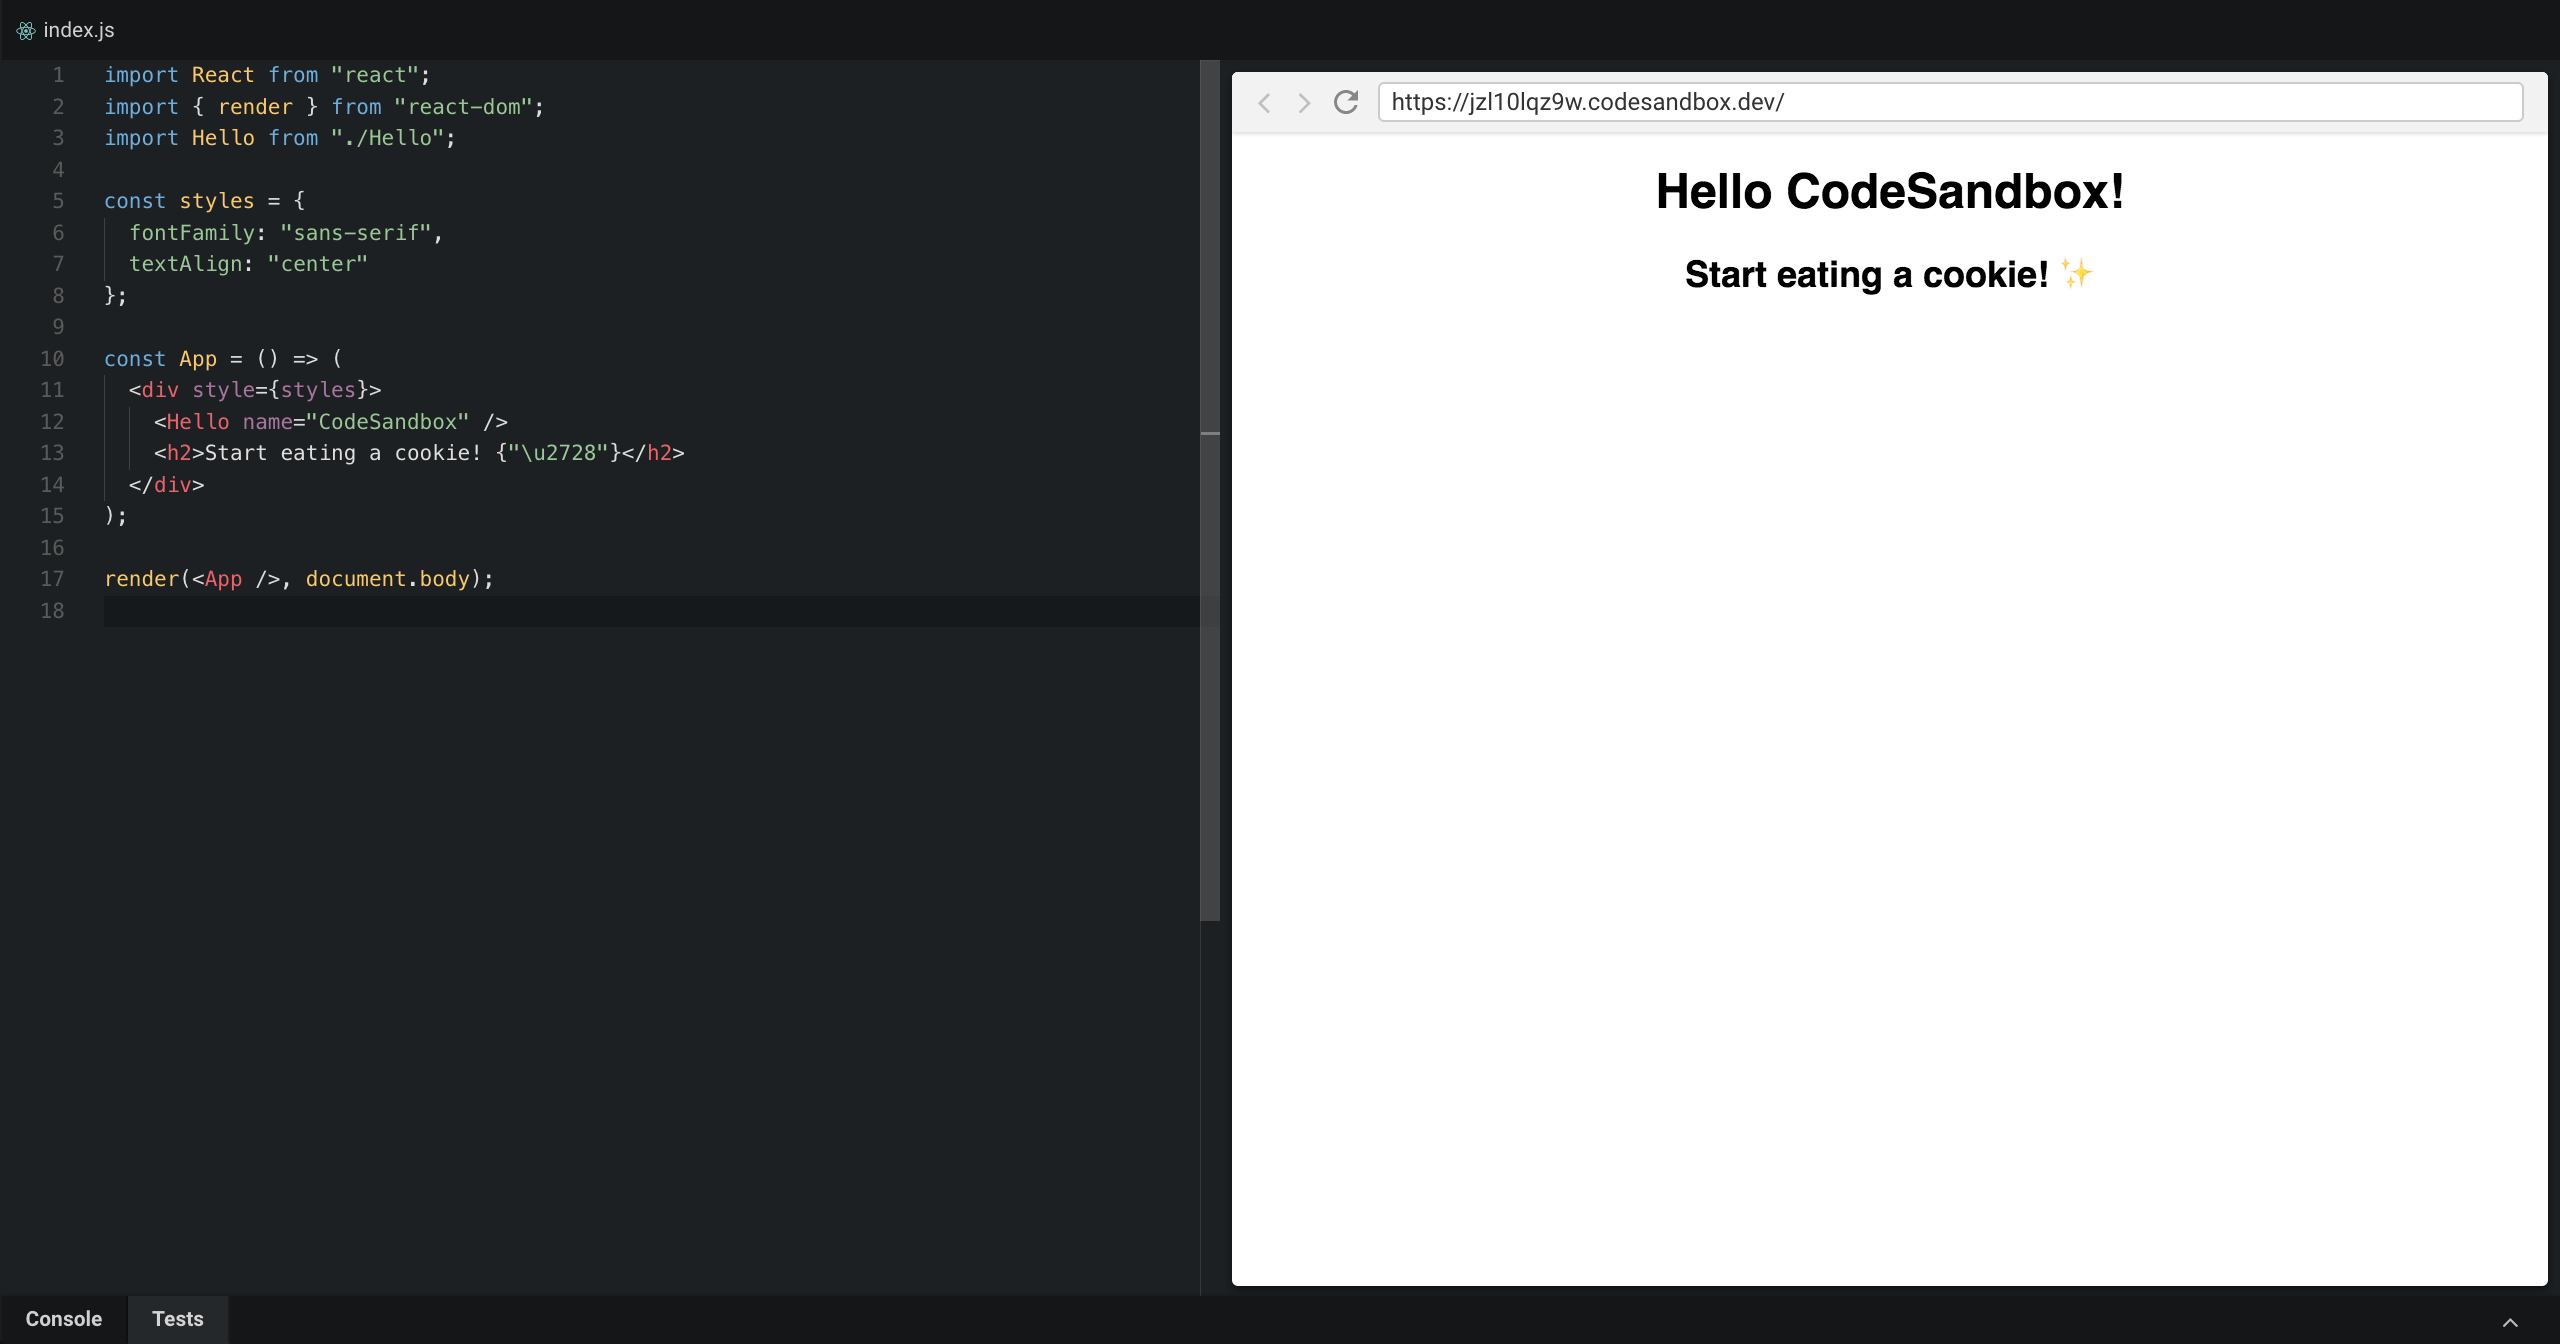 index.js
1 import React from "react";
2 import { render } from "react-dom";
3 import Hello from "./Hello";
4
5 const styles = {
6 fontFamily: "sans-serif",
7 textAlign: "center"
8 };
9
10 const App = () => (
11 <div style={styles}>
12 <Hello name="CodeSandbox" />
13 <h2>Start eating a cookie! {"\u2728"}</h2>
14 </div>
15 );
16
17 render(<App />, document.body);
18
https://jzl10lqz9w.codesandbox.dev/
Hello CodeSandbox!
Start eating a cookie! ✨
Console Tests